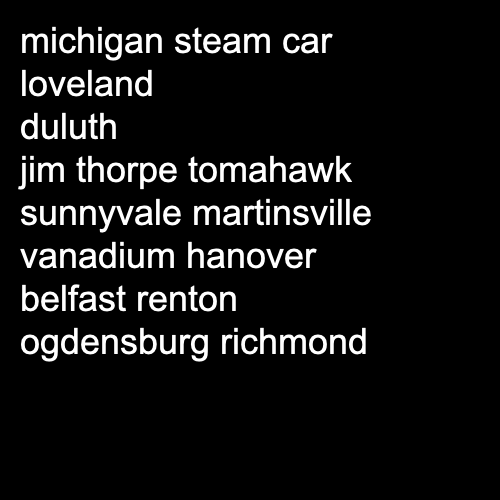 michigan steam car
loveland
duluth
jim thorpe tomahawk
sunnyvale martinsville
vanadium hanover
belfast renton
ogdensburg richmond